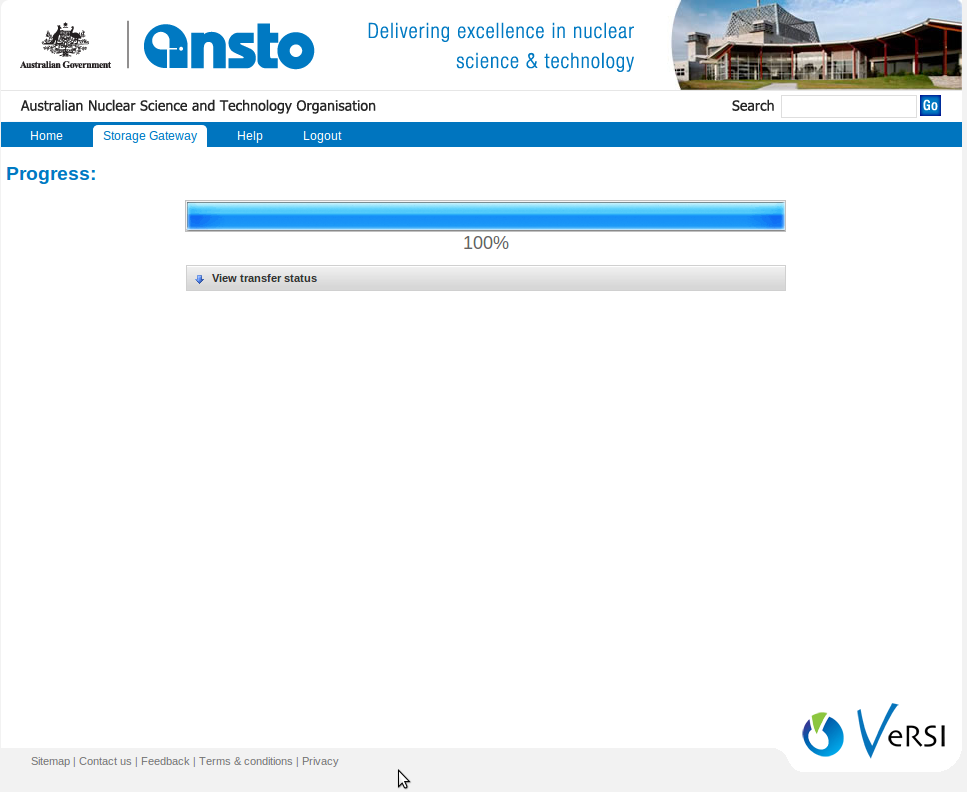 Australian Government
ansto
Delivering excellence in nuclear
science & technology
Australian Nuclear Science and Technology Organisation
Search
Go
Home
Storage Gateway
Help
Logout
Progress:
100%
View transfer status
VeRSI
Sitemap | Contact us | Feedback | Terms & conditions | Privacy